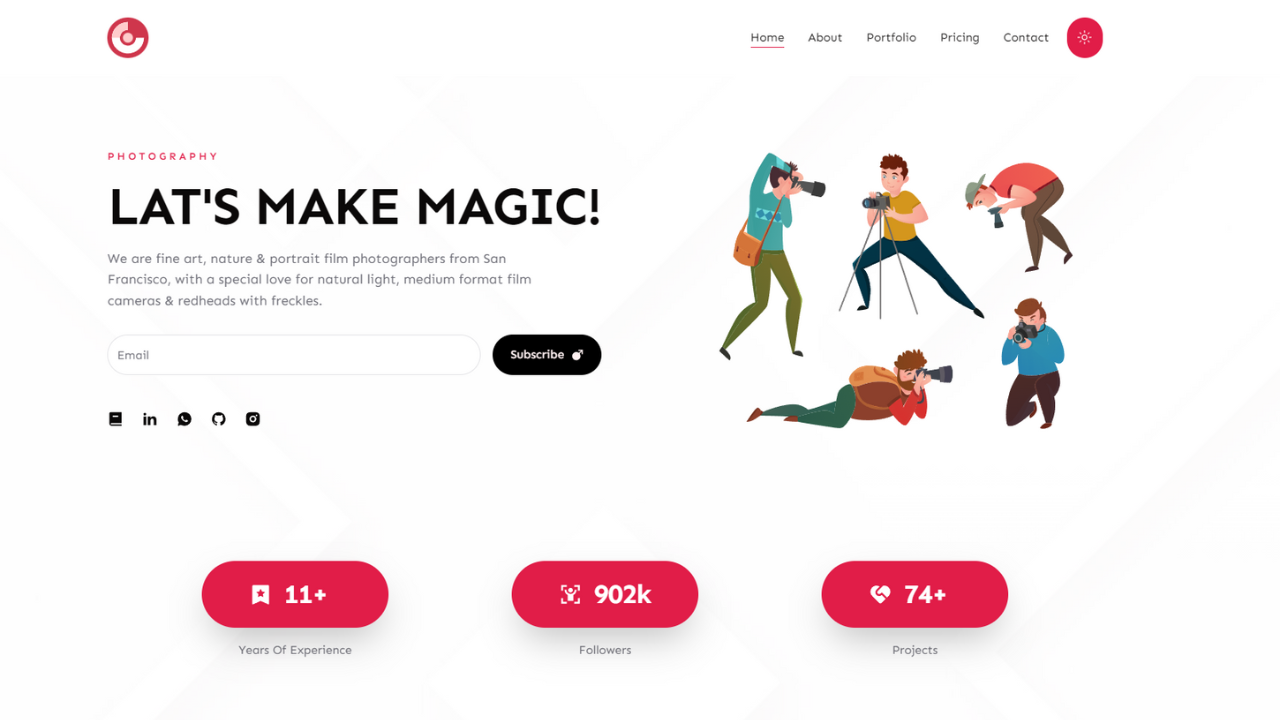 Home About Portfolio Pricing Contact
PHOTOGRAPHY
LAT'S MAKE MAGIC!
We are fine art, nature & portrait film photographers from San
Francisco, with a special love for natural light, medium format film
cameras & redheads with freckles.
Email
Subscribe
11+
Years Of Experience
902k
Followers
74+
Projects